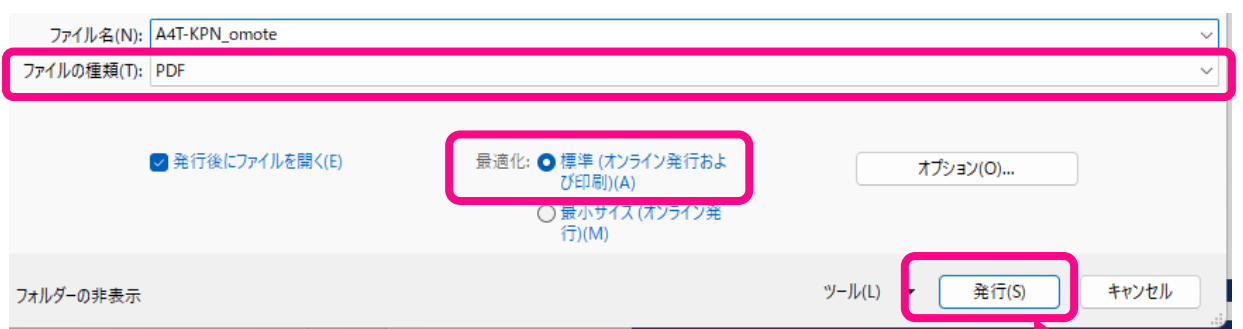 ファイル名(N): A4T-KPN_omote
ファイルの種類(T): PDF
発行後にファイルを開く(E)
最適化: 標準 (オンライン発行およ
び印刷)(A)
オプション(O)...
最小サイズ (オンライン発
行)(M)
フォルダーの非表示 ツール(L) 発行(S) キャンセル